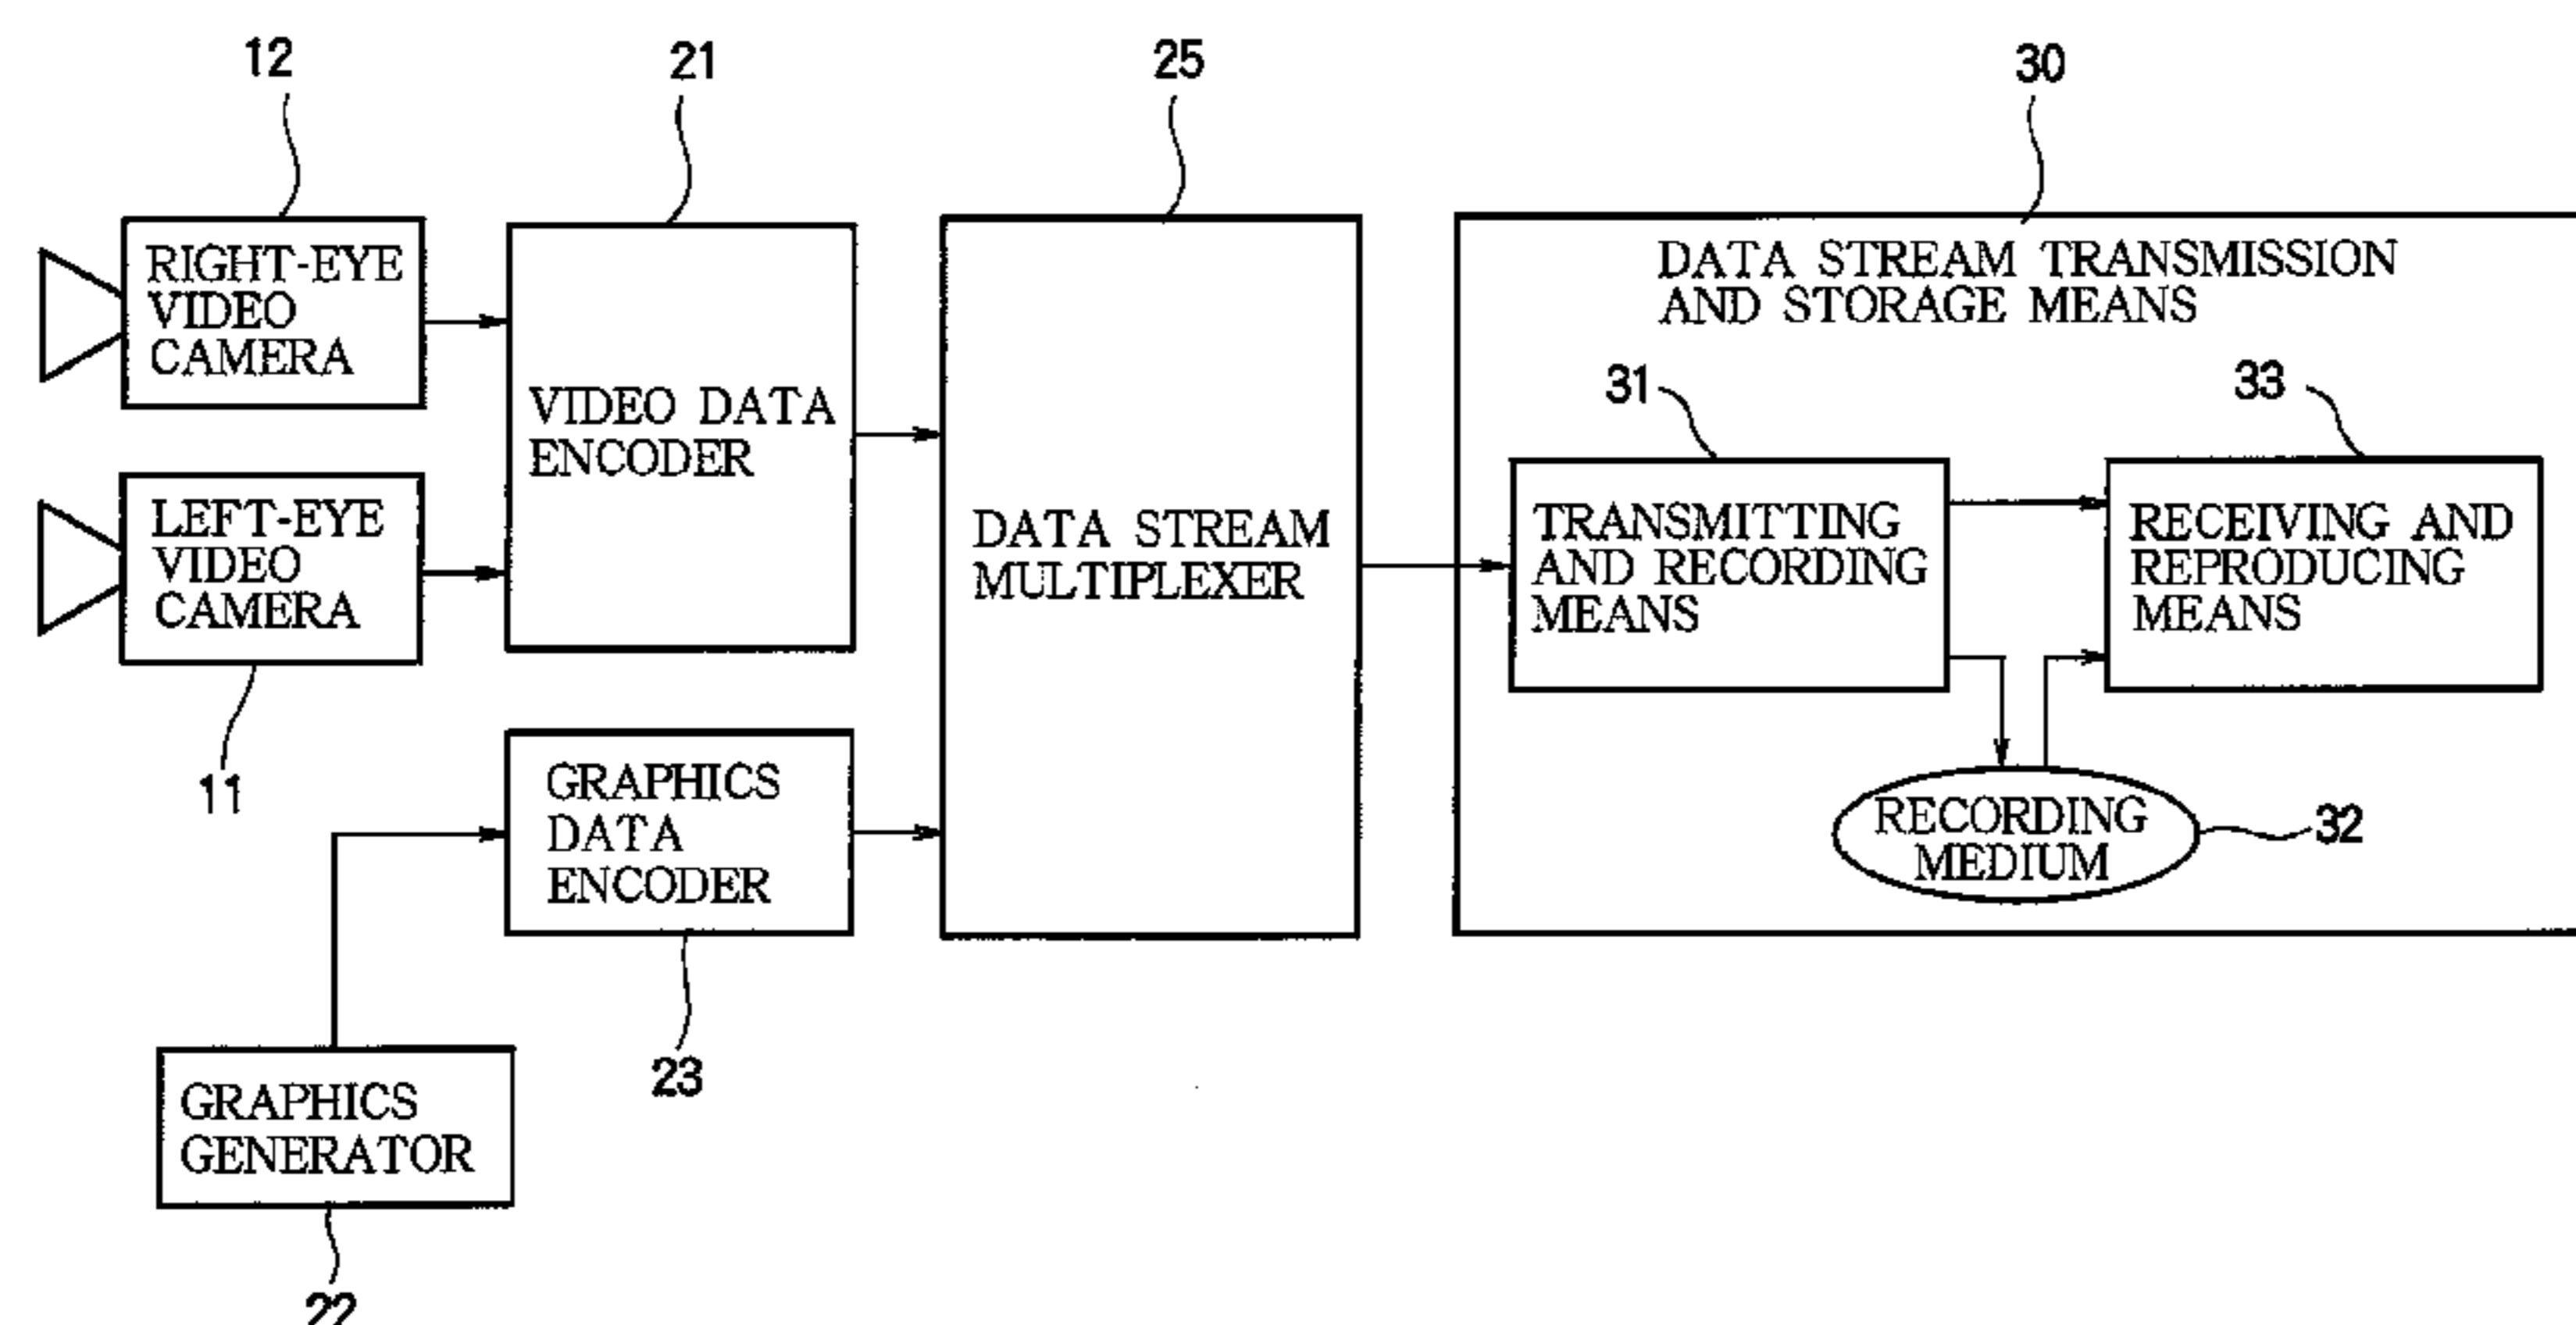 12
21
25
30
RIGHT-EYE
VIDEO
CAMERA
VIDEO DATA
ENCODER
LEFT-EYE
VIDEO
CAMERA
11
DATA STREAM
MULTIPLEXER
DATA STREAM TRANSMISSION
AND STORAGE MEANS
31
33
TRANSMITTING
AND RECORDING
MEANS
RECEIVING AND
REPRODUCING
MEANS
RECORDING
MEDIUM
32
GRAPHICS
DATA
ENCODER
23
GRAPHICS
GENERATOR
22